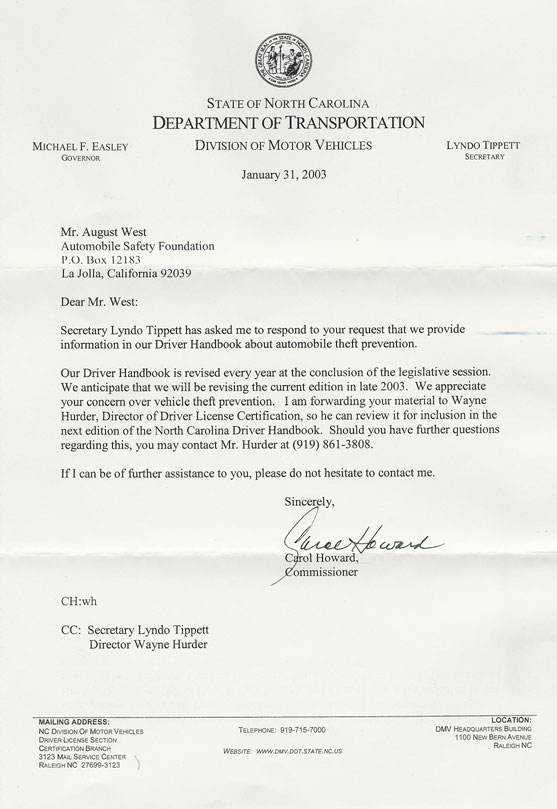 STATE OF NORTH CAROLINA
DEPARTMENT OF TRANSPORTATION
MICHAEL F. EASLEY
GOVERNOR
DIVISION OF MOTOR VEHICLES
LYNDO TIPPETT
SECRETARY
January 31, 2003
Mr. August West
Automobile Safety Foundation
P.O. Box 12183
La Jolla, California 92039
Dear Mr. West:
Secretary Lyndo Tippett has asked me to respond to your request that we provide
information in our Driver Handbook about automobile theft prevention.
Our Driver Handbook is revised every year at the conclusion of the legislative session.
We anticipate that we will be revising the current edition in late 2003. We appreciate
your concern over vehicle theft prevention. I am forwarding your material to Wayne
Hurder, Director of Driver License Certification, so he can review it for inclusion in the
next edition of the North Carolina Driver Handbook. Should you have further questions
regarding this, you may contact Mr. Hurder at (919) 861-3808.
If I can be of further assistance to you, please do not hesitate to contact me.
Sincerely,
Carol Howard
Carol Howard,
Commissioner
CH:wh
CC: Secretary Lyndo Tippett
Director Wayne Hurder
MAILING ADDRESS:
NC DIVISION OF MOTOR VEHICLES
DRIVER LICENSE SECTION
CERTIFICATION BRANCH
3123 MAIL SERVICE CENTER
RALEIGH NC 27699-3123
TELEPHONE: 919-715-7000
WEBSITE: WWW.DMV.DOT.STATE.NC.US
LOCATION:
DMV HEADQUARTERS BUILDING
1100 NEW BERN AVENUE
RALEIGH NC